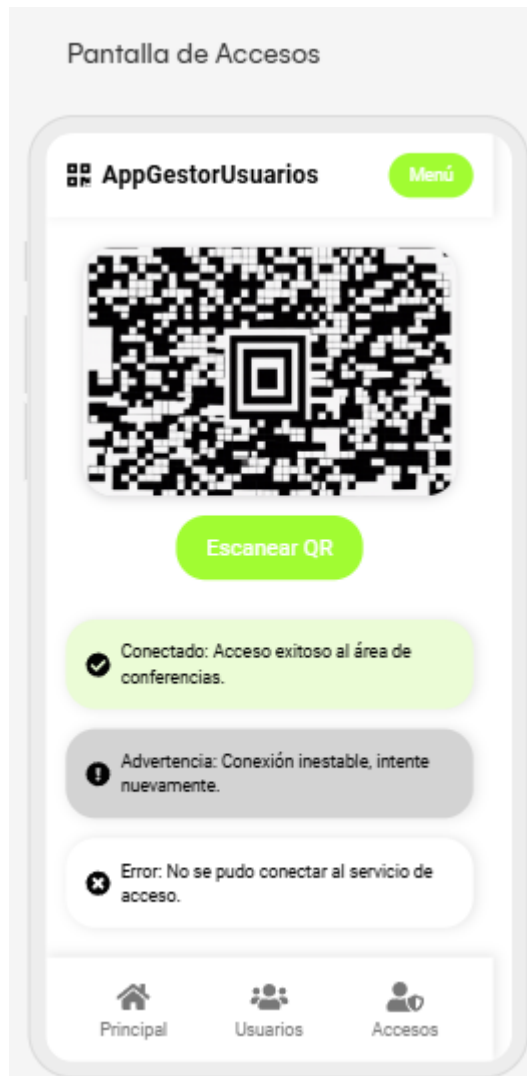 Pantalla de Accesos
AppGestorUsuarios
Menú
Escanear QR
Conectado: Acceso exitoso al área de
conferencias.
Advertencia: Conexión inestable, intente
nuevamente.
Error: No se pudo conectar al servicio de
acceso.
Principal
Usuarios
Accesos